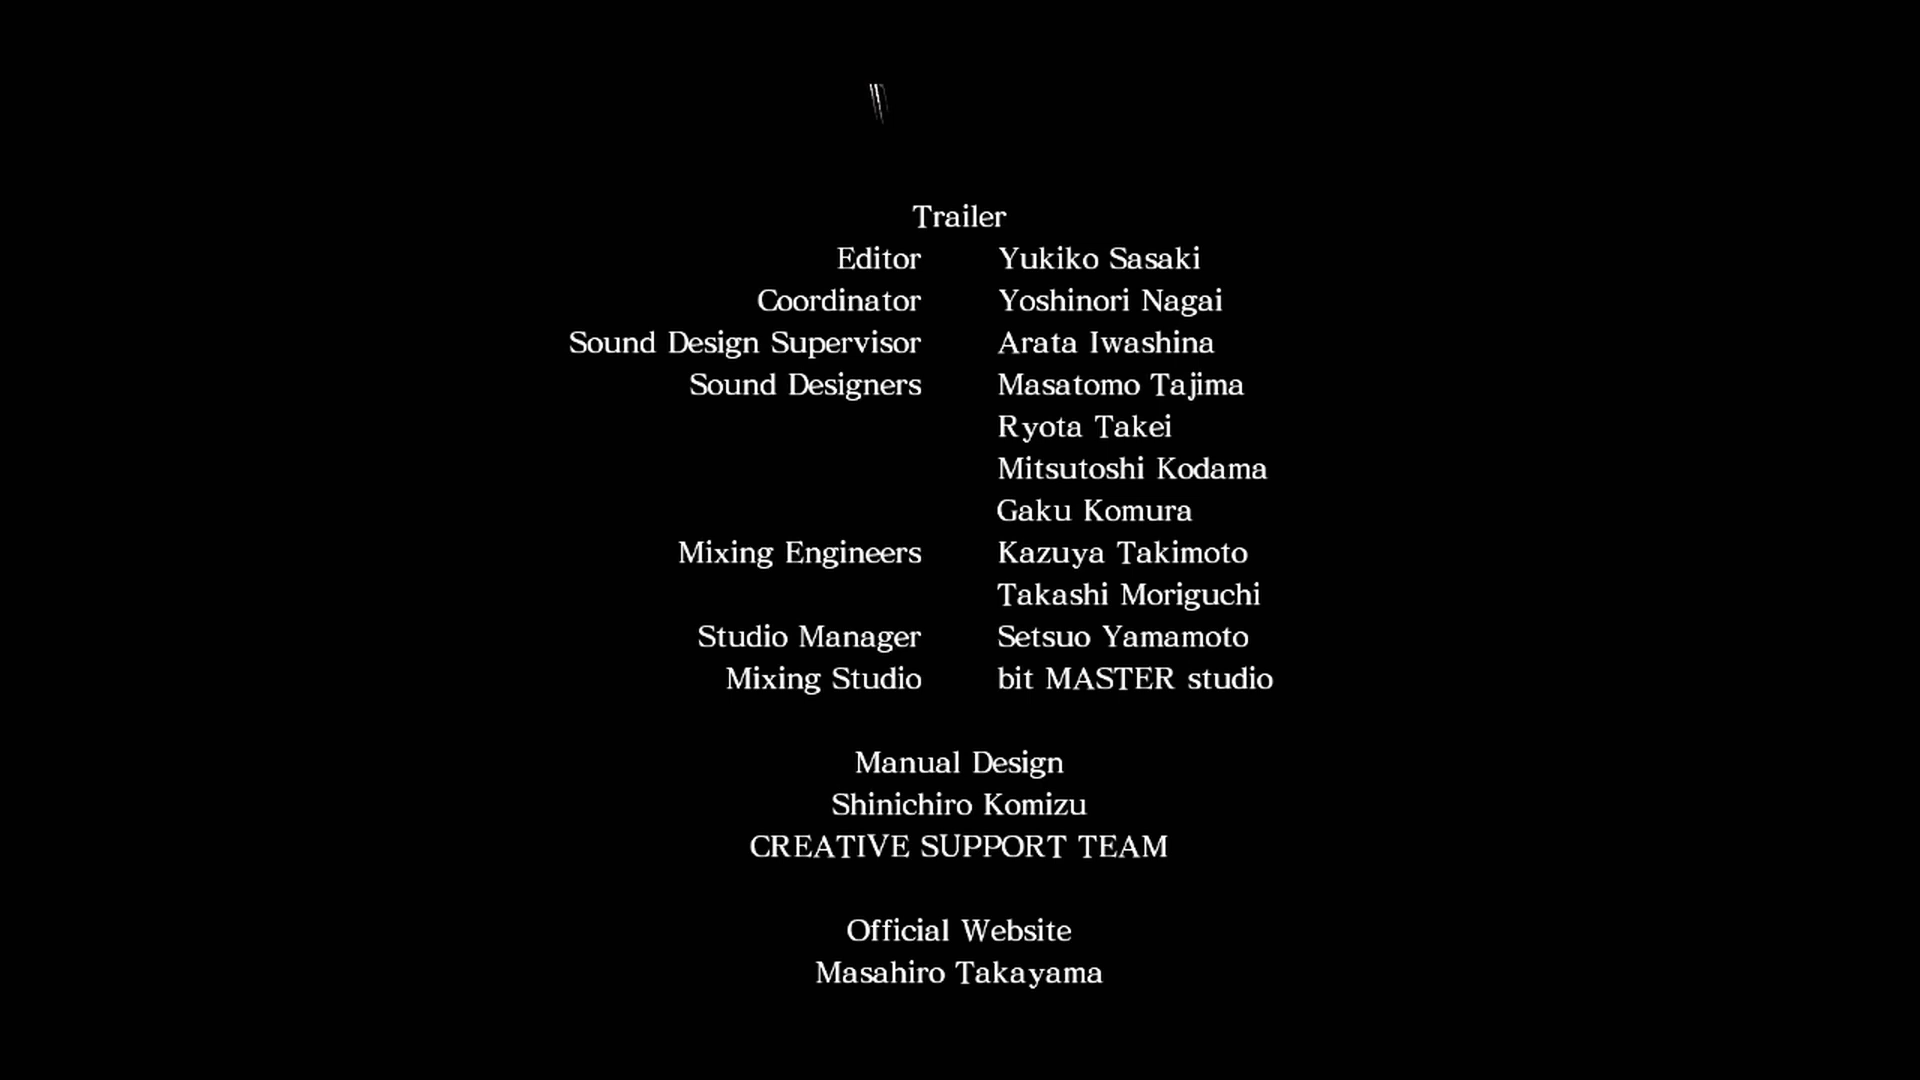 Trailer
Editor Yukiko Sasaki
Coordinator Yoshinori Nagai
Sound Design Supervisor Arata Iwashina
Sound Designers Masatomo Tajima
Ryota Takei
Mitsutoshi Kodama
Gaku Komura
Mixing Engineers Kazuya Takimoto
Takashi Moriguchi
Studio Manager Setsuo Yamamoto
Mixing Studio bit MASTER studio
Manual Design
Shinichiro Komizu
CREATIVE SUPPORT TEAM
Official Website
Masahiro Takayama